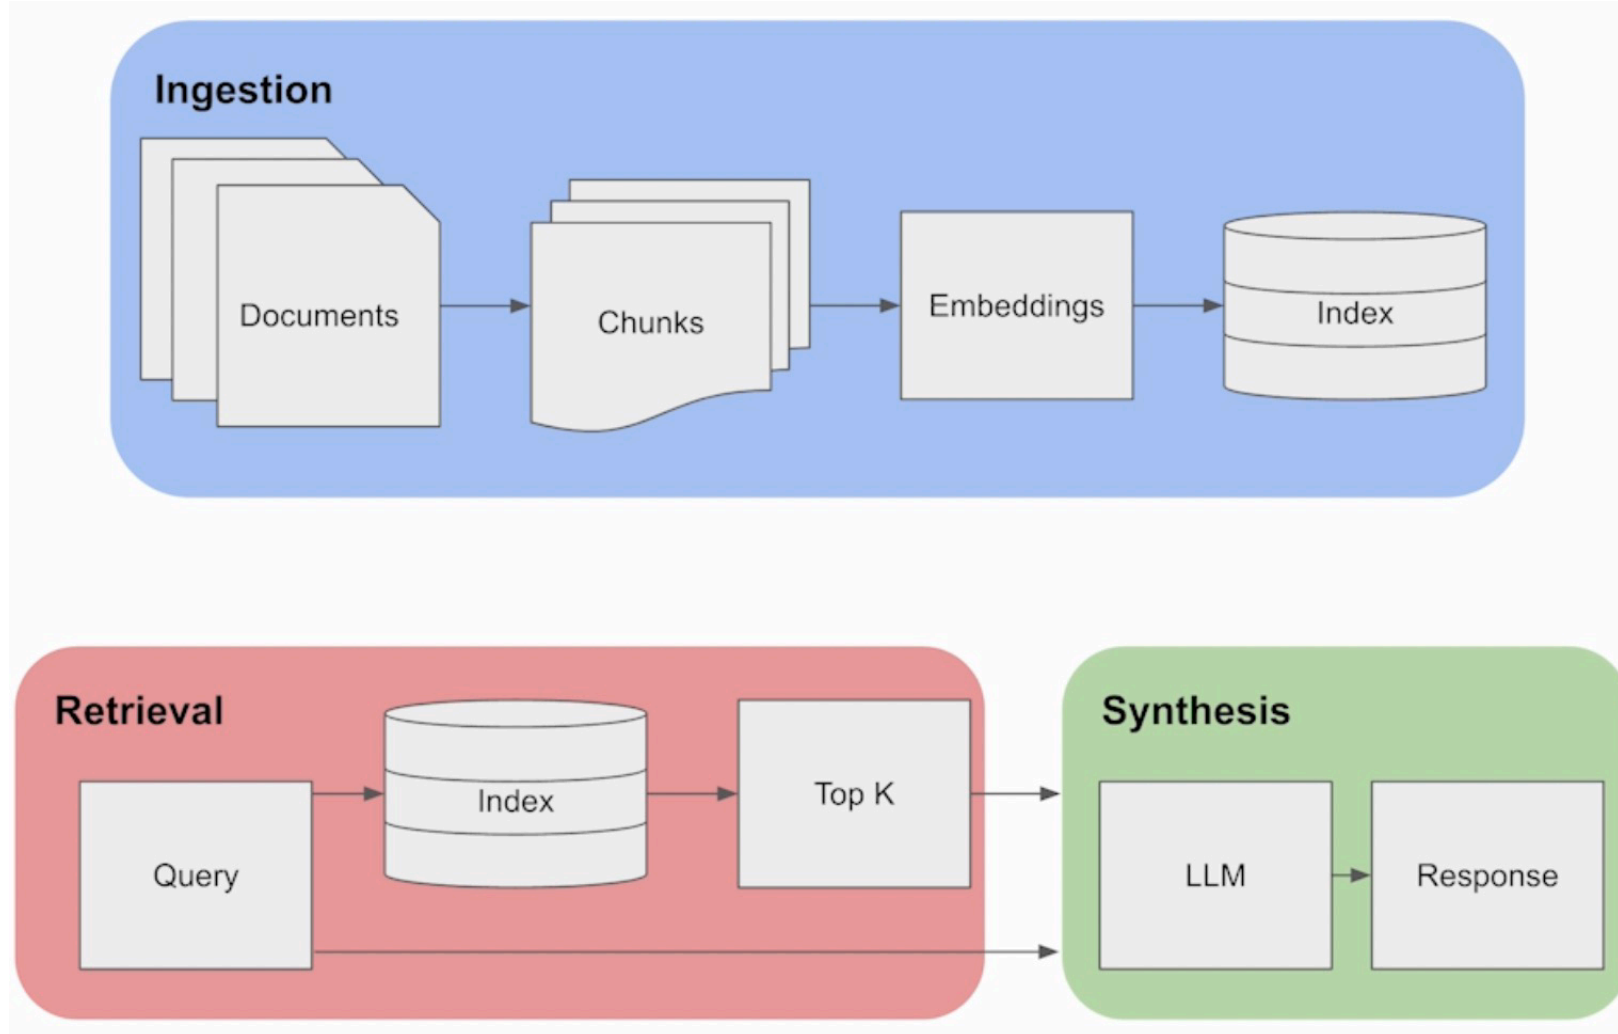 Ingestion
Documents
Chunks
Embeddings
Index
Retrieval
Query
Index
Top K
Synthesis
LLM
Response